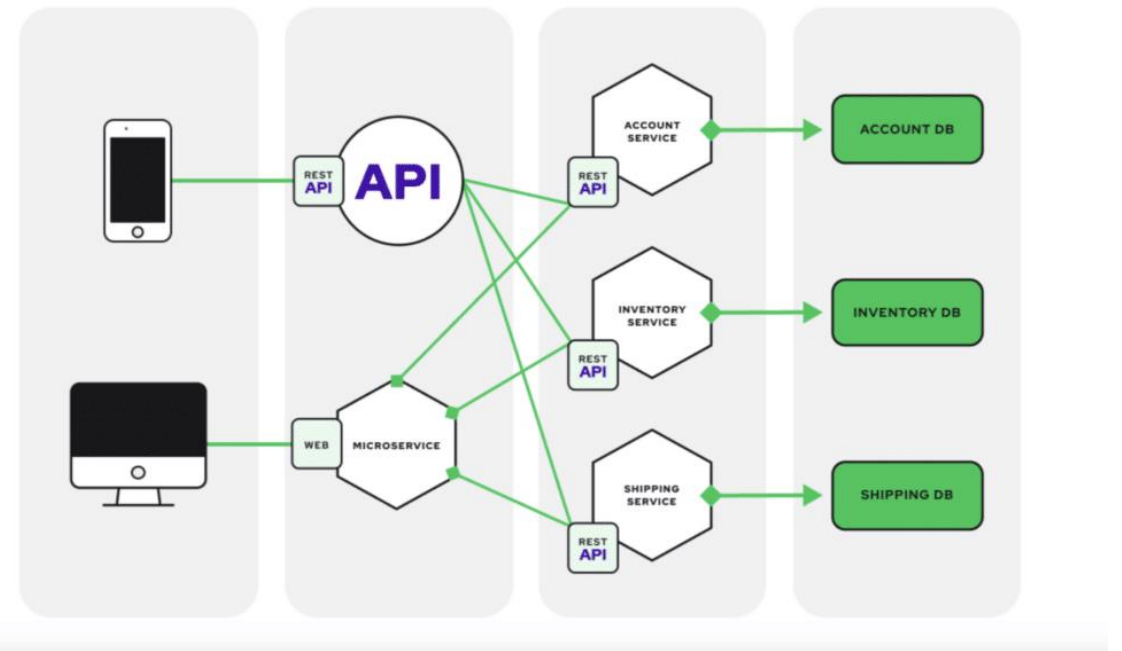 REST
API
API
WEB
MICROSERVICE
ACCOUNT
SERVICE
REST
API
INVENTORY
SERVICE
REST
API
SHIPPING
SERVICE
REST
API
ACCOUNT DB
INVENTORY DB
SHIPPING DB